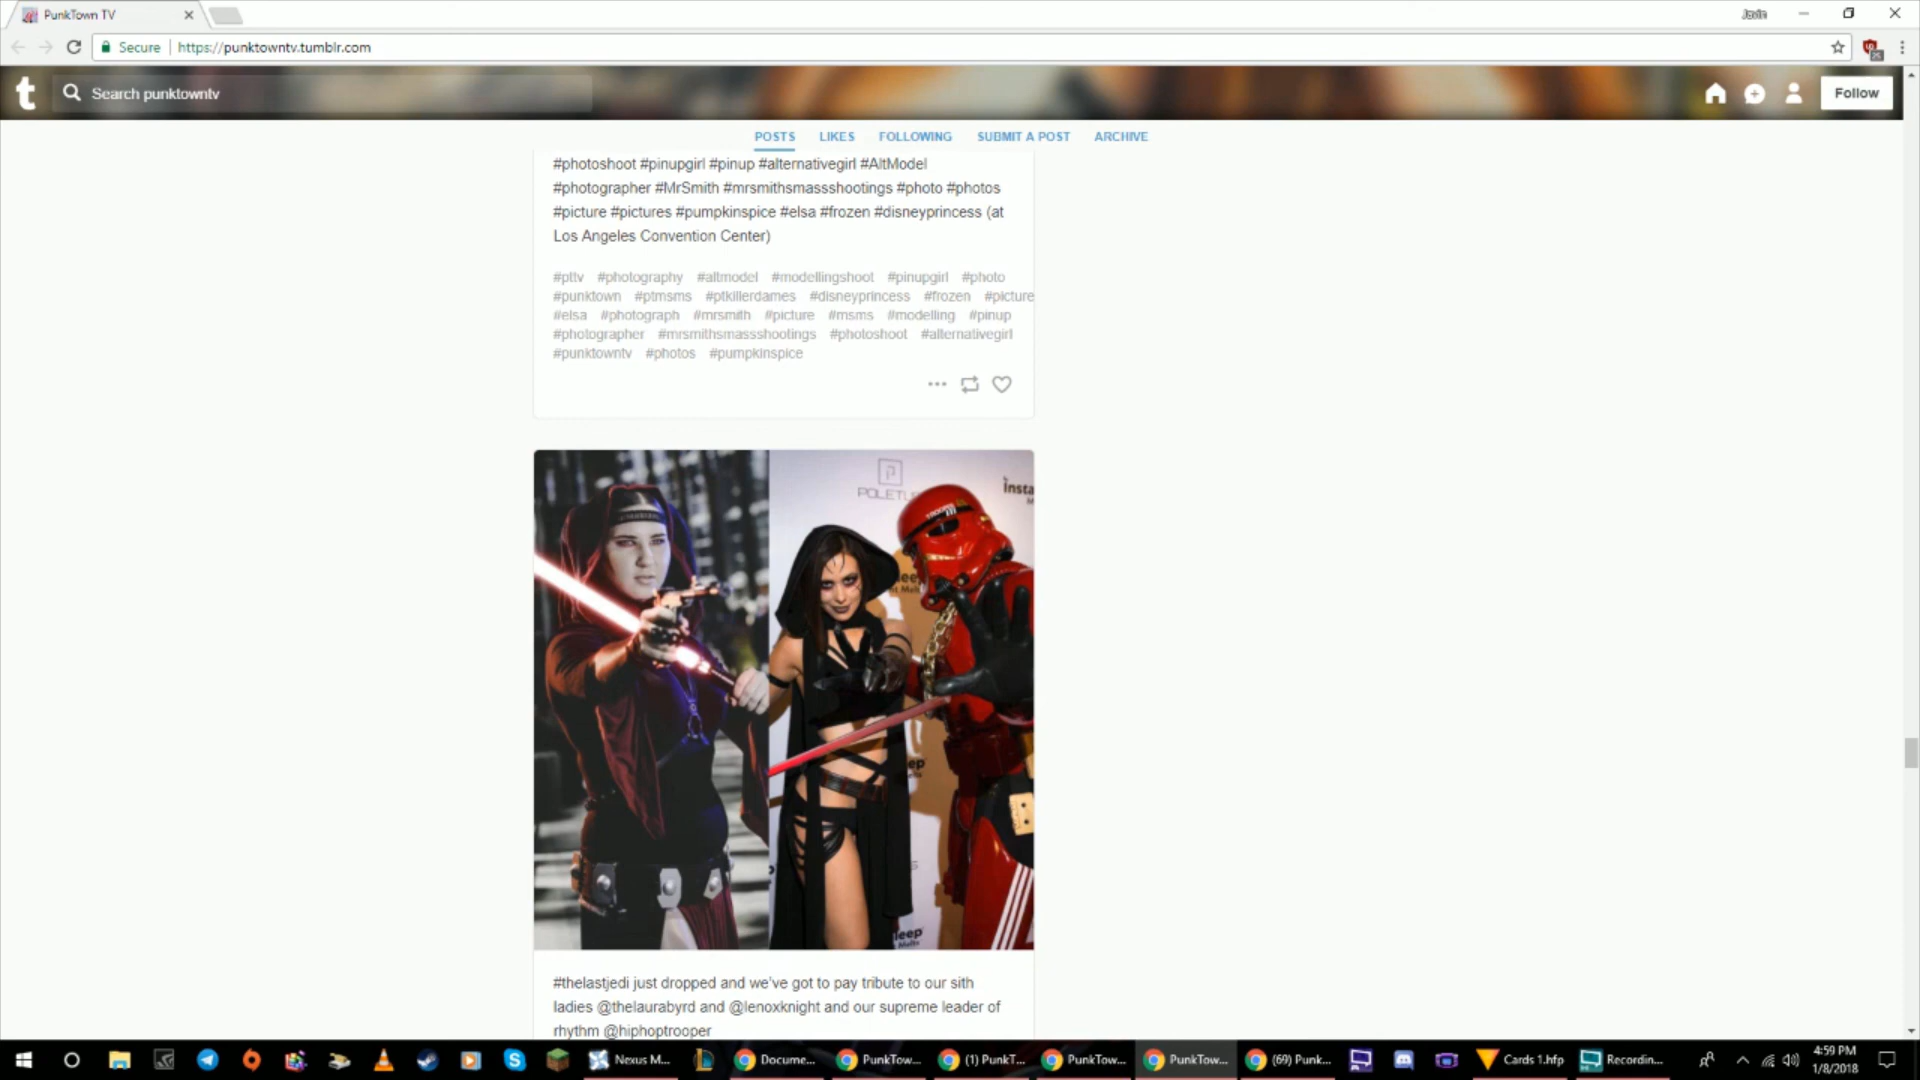 PunkTown TV
Secure
https://punktowntv.tumblr.com
t
Search punktowntv
Follow
POSTS LIKES FOLLOWING SUBMIT A POST ARCHIVE
#photoshoot #pinupgirl #pinup #alternativegirl #AltModel
#photographer #MrSmith #mrsmithsmassshootings #photo #photos
#picture #pictures #pumpkinspice #elsa #frozen #disneyprincess (at
Los Angeles Convention Center)
#pttv #photography #altmodel #modellingshoot #pinupgirl #photo
#punktown #ptmsms #ptkillerdames #disneyprincess #frozen #picture
#elsa #photograph #mrsmith #picture #msms #modelling #pinup
#photographer #mrsmithsmassshootings #photoshoot #alternativegirl
#punktowntv #photos #pumpkinspice
POLETU
insta
TROOPER
leep
#thelastjedi just dropped and we've got to pay tribute to our sith
ladies @thelaurabyrd and @lenoxknight and our supreme leader of
rhythm @hiphoptrooper
Nexus M...
Docume...
PunkTow...
(1) PunkT...
PunkTow...
PunkTow...
(69) Punk...
Cards 1.hfp
Recordin...
4:59 PM
1/8/2018